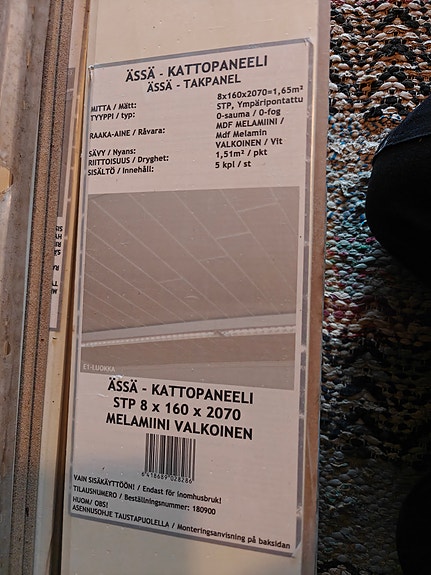 ÄSSÄ - KATTOPANEELI
ÄSSÄ - TAKPANEL
MITTA / Mått: 8x160x2070=1,65m²
TYYPPI / typ: STP, Ympäripontattu
0-sauma / 0-fog
RAAKA-AINE / Råvara: MDF MELAMIINI /
Mdf Melamin
SÄVY / Nyans: VALKOINEN / Vit
RIITTOISUUS / Dryghet: 1,51m² / pkt
SISÄLTÖ / Innehåll: 5 kpl / st
E1-LUOKKA
ÄSSÄ - KATTOPANEELI
STP 8 x 160 x 2070
MELAMIINI VALKOINEN
6418689028286
VAIN SISÄKÄYTTÖÖN! / Endast för inomhusbruk!
TILAUSNUMERO / Beställningsnummer: 180900
HUOM/ OBS!
ASENNUSOHJE TAUSTAPUOLELLA / Monteringsanvisning på baksidan